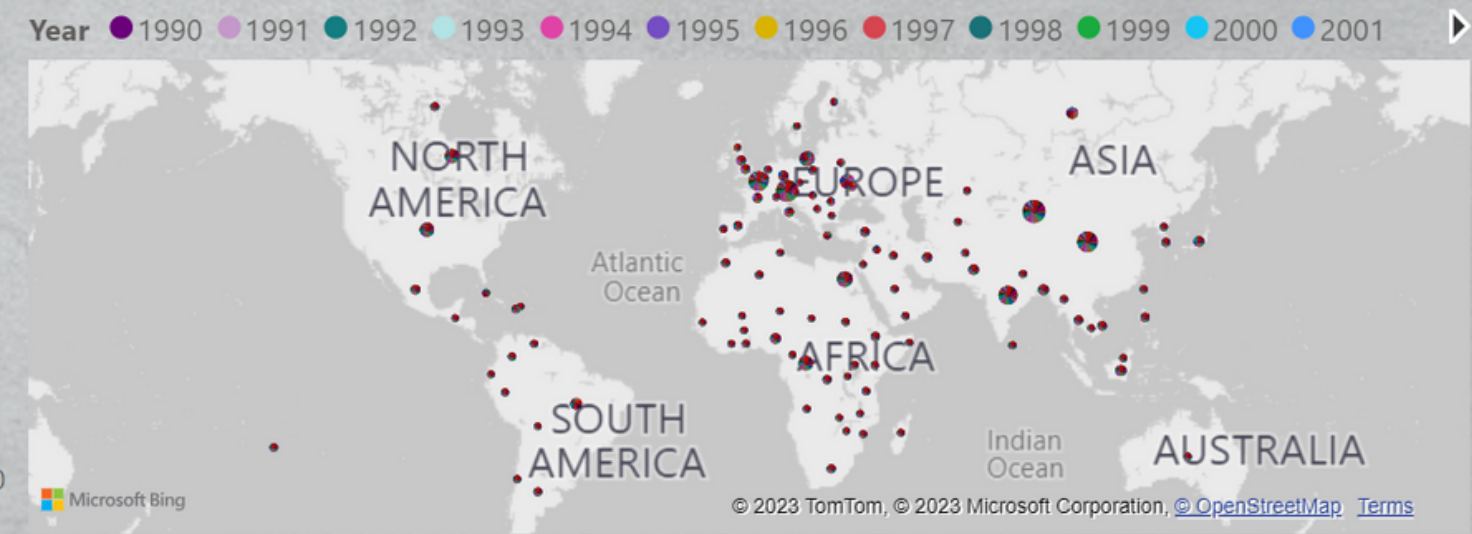 Year 1990 1991 1992 1993 1994 1995 1996 1997 1998 1999 2000 2001
NORTH
AMERICA
EUROPE
ASIA
Atlantic
Ocean
AFRICA
SOUTH
AMERICA
Indian
Ocean
AUSTRALIA
Microsoft Bing
© 2023 TomTom, © 2023 Microsoft Corporation, © OpenStreetMap Terms